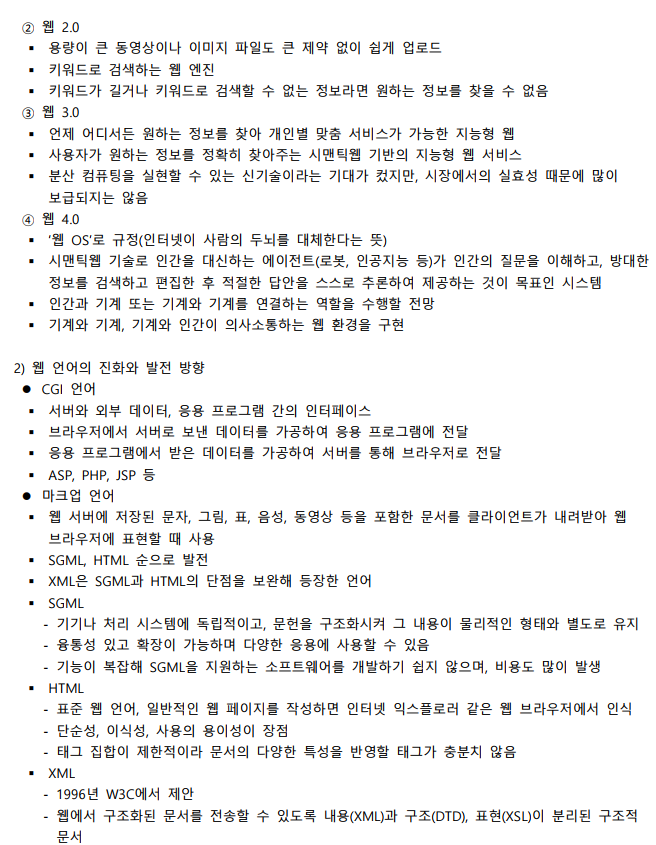 ② 웹 2.0
▪ 용량이 큰 동영상이나 이미지 파일도 큰 제약 없이 쉽게 업로드
▪ 키워드로 검색하는 웹 엔진
▪ 키워드가 길거나 키워드로 검색할 수 없는 정보라면 원하는 정보를 찾을 수 없음
③ 웹 3.0
▪ 언제 어디서든 원하는 정보를 찾아 개인별 맞춤 서비스가 가능한 지능형 웹
▪ 사용자가 원하는 정보를 정확히 찾아주는 시맨틱웹 기반의 지능형 웹 서비스
▪ 분산 컴퓨팅을 실현할 수 있는 신기술이라는 기대가 컸지만, 시장에서의 실효성 때문에 많이
보급되지는 않음
④ 웹 4.0
▪ '웹 OS'로 규정(인터넷이 사람의 두뇌를 대체한다는 뜻)
▪ 시맨틱웹 기술로 인간을 대신하는 에이전트(로봇, 인공지능 등)가 인간의 질문을 이해하고, 방대한
정보를 검색하고 편집한 후 적절한 답안을 스스로 추론하여 제공하는 것이 목표인 시스템
▪ 인간과 기계 또는 기계와 기계를 연결하는 역할을 수행할 전망
▪ 기계와 기계, 기계와 인간이 의사소통하는 웹 환경을 구현
2) 웹 언어의 진화와 발전 방향
● CGI 언어
▪ 서버와 외부 데이터, 응용 프로그램 간의 인터페이스
▪ 브라우저에서 서버로 보낸 데이터를 가공하여 응용 프로그램에 전달
▪ 응용 프로그램에서 받은 데이터를 가공하여 서버를 통해 브라우저로 전달
▪ ASP, PHP, JSP 등
● 마크업 언어
▪ 웹 서버에 저장된 문자, 그림, 표, 음성, 동영상 등을 포함한 문서를 클라이언트가 내려받아 웹
브라우저에 표현할 때 사용
▪ SGML, HTML 순으로 발전
▪ XML은 SGML과 HTML의 단점을 보완해 등장한 언어
▪ SGML
- 기기나 처리 시스템에 독립적이고, 문헌을 구조화시켜 그 내용이 물리적인 형태와 별도로 유지
- 융통성 있고 확장이 가능하며 다양한 응용에 사용할 수 있음
- 기능이 복잡해 SGML을 지원하는 소프트웨어를 개발하기 쉽지 않으며, 비용도 많이 발생
▪ HTML
- 표준 웹 언어, 일반적인 웹 페이지를 작성하면 인터넷 익스플로러 같은 웹 브라우저에서 인식
- 단순성, 이식성, 사용의 용이성이 장점
- 태그 집합이 제한적이라 문서의 다양한 특성을 반영할 태그가 충분치 않음
▪ XML
- 1996년 W3C에서 제안
- 웹에서 구조화된 문서를 전송할 수 있도록 내용(XML)과 구조(DTD), 표현(XSL)이 분리된 구조적
문서